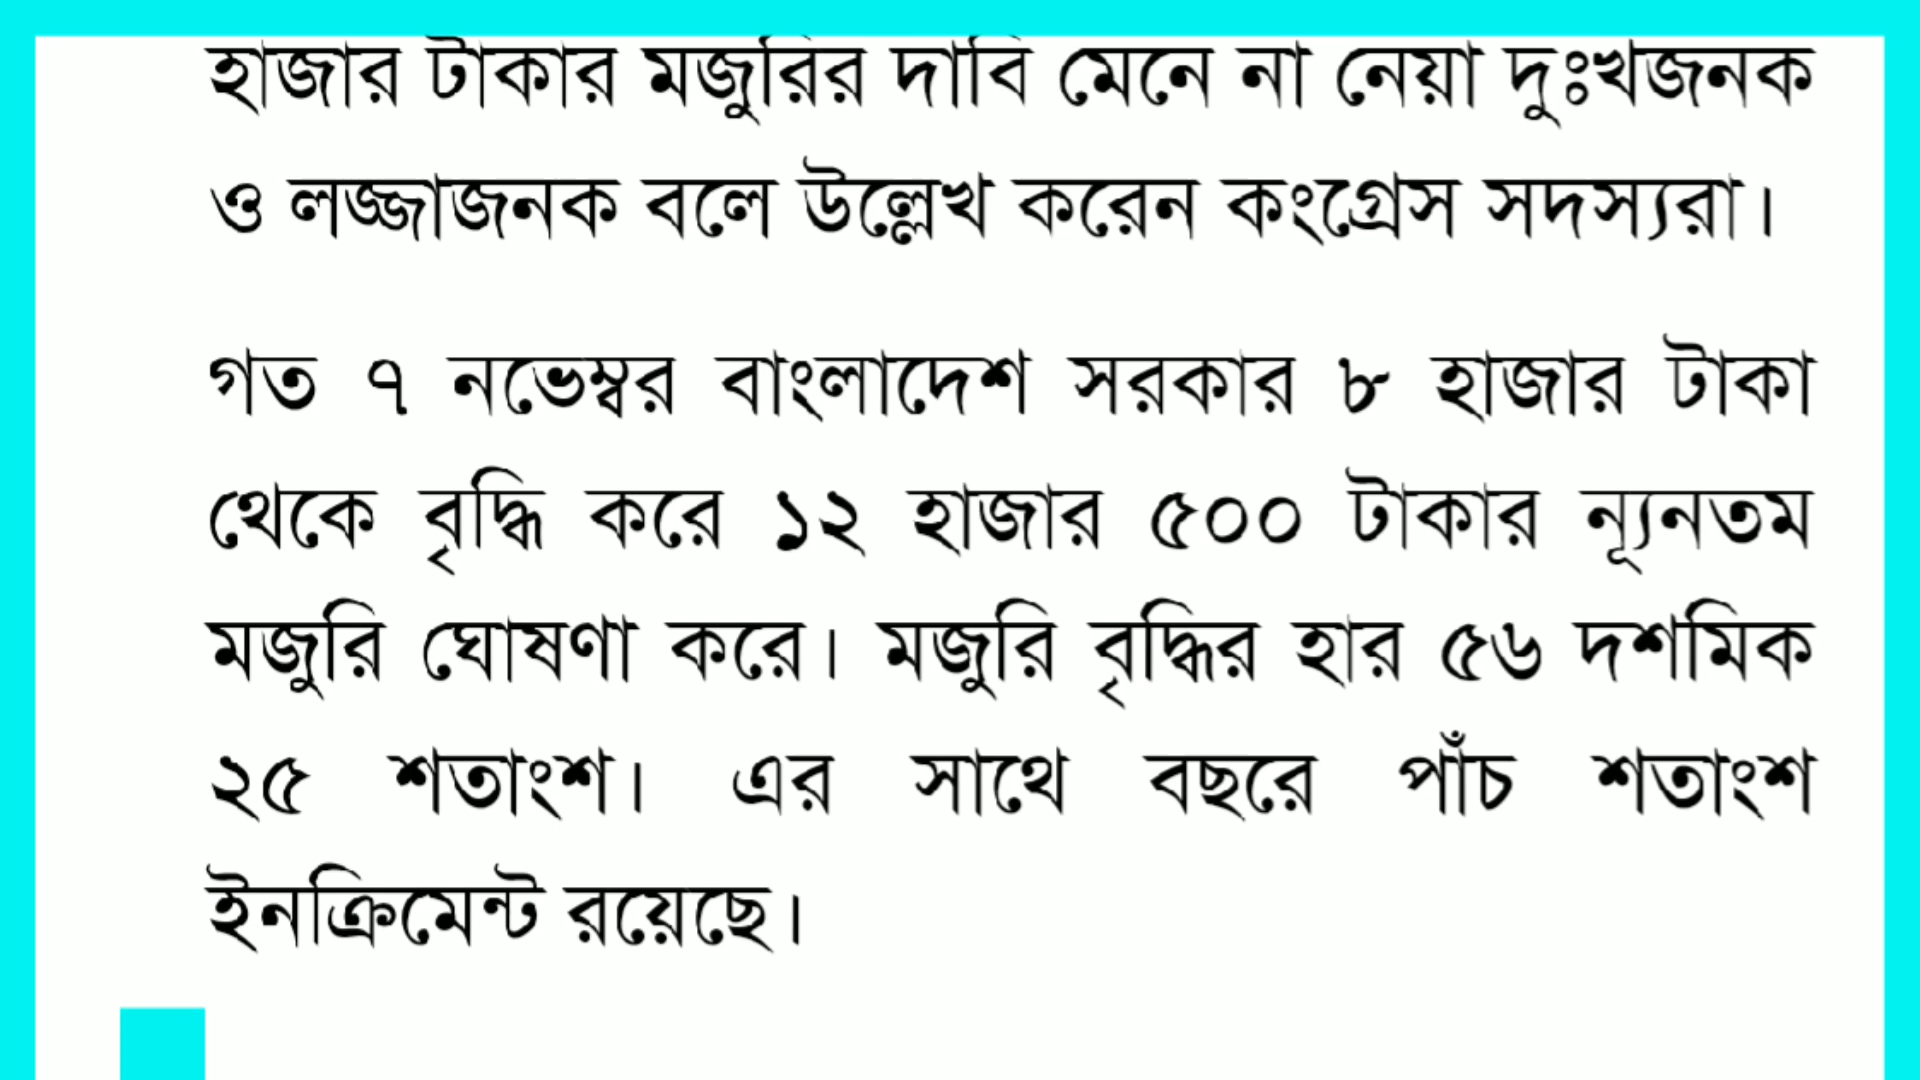 হাজার টাকার মজুরির দাবি মেনে না নেয়া দুঃখজনক
ও লজ্জাজনক বলে উল্লেখ করেন কংগ্রেস সদস্যরা।
গত ৭ নভেম্বর বাংলাদেশ সরকার ৮ হাজার টাকা
থেকে বৃদ্ধি করে ১২ হাজার ৫০০ টাকার ন্যূনতম
মজুরি ঘোষণা করে। মজুরি বৃদ্ধির হার ৫৬ দশমিক
২৫ শতাংশ। এর সাথে বছরে পাঁচ শতাংশ
ইনক্রিমেন্ট রয়েছে।